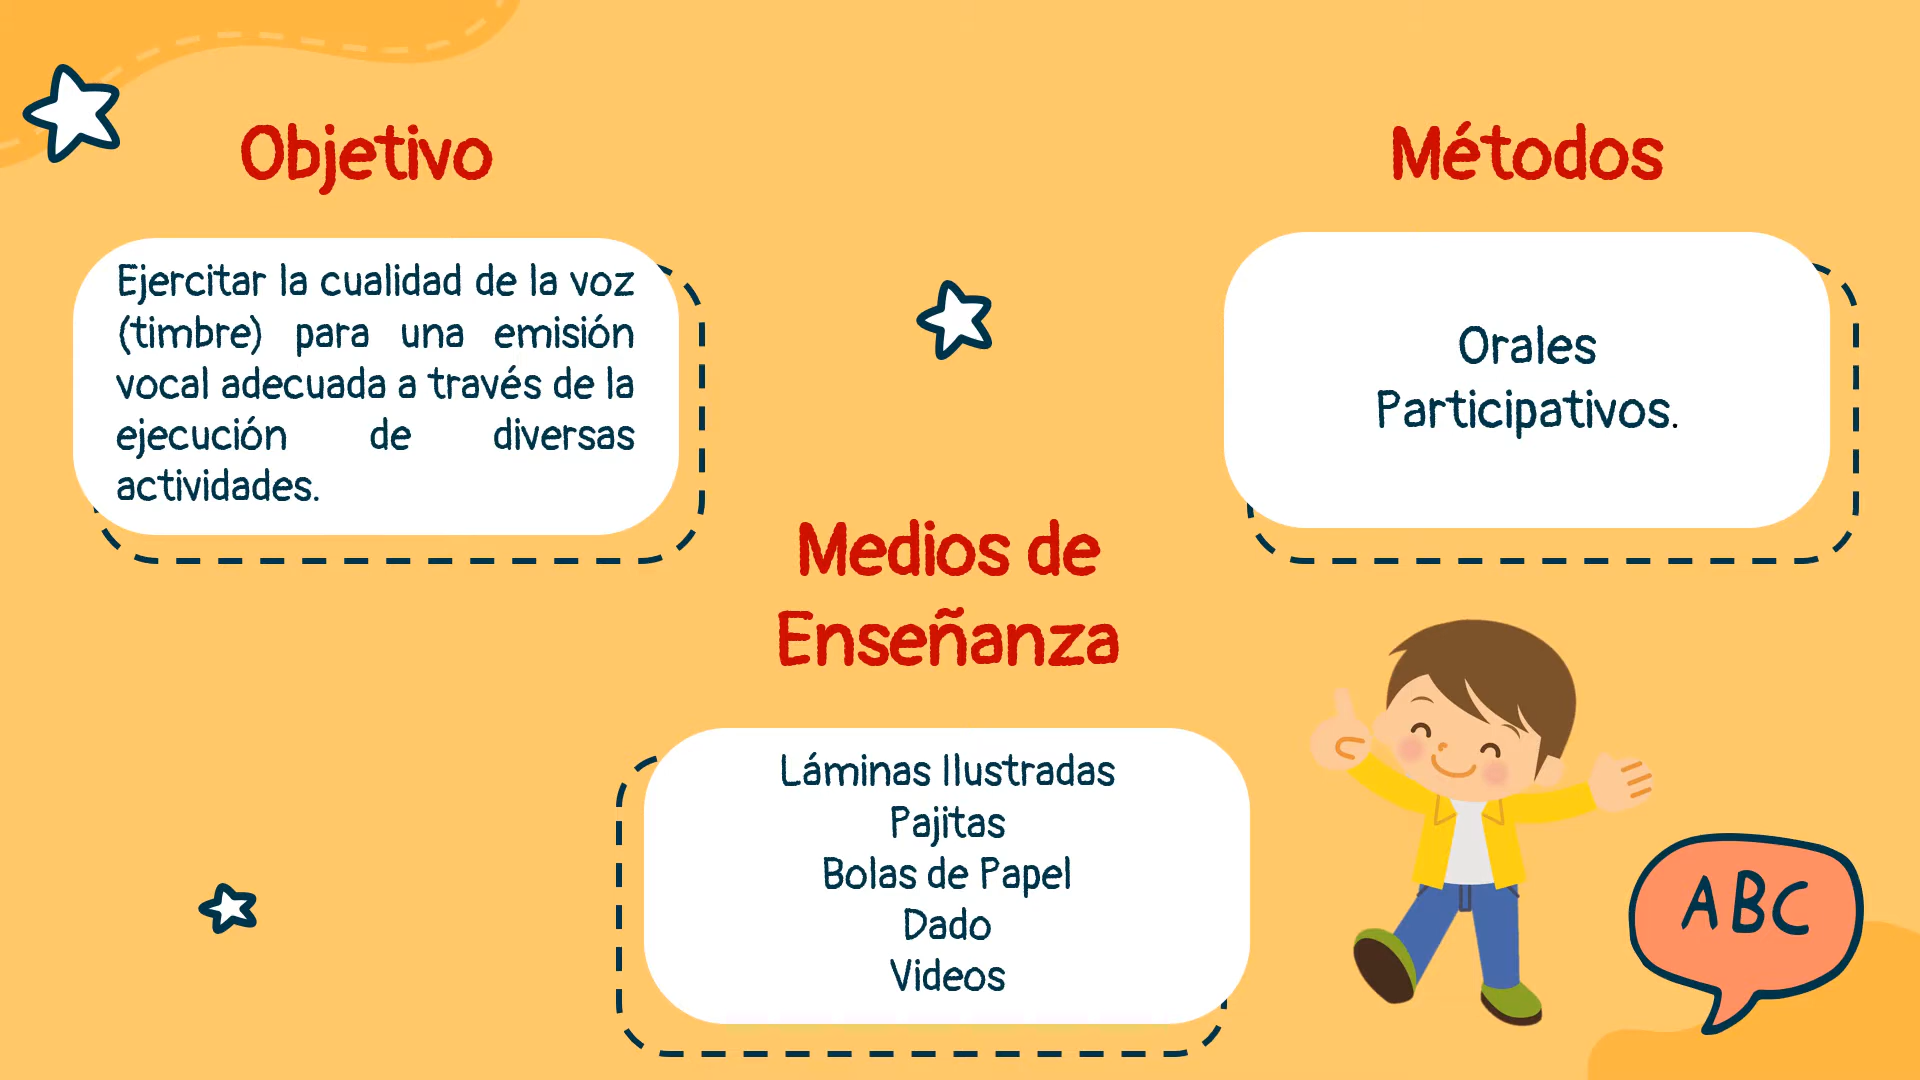 Objetivo
Ejercitar la cualidad de la voz
(timbre) para una emisión
vocal adecuada a través de la
ejecución de diversas
actividades.
Métodos
Orales
Participativos.
Medios de
Enseñanza
Láminas Ilustradas
Pajitas
Bolas de Papel
Dado
Videos
ABC